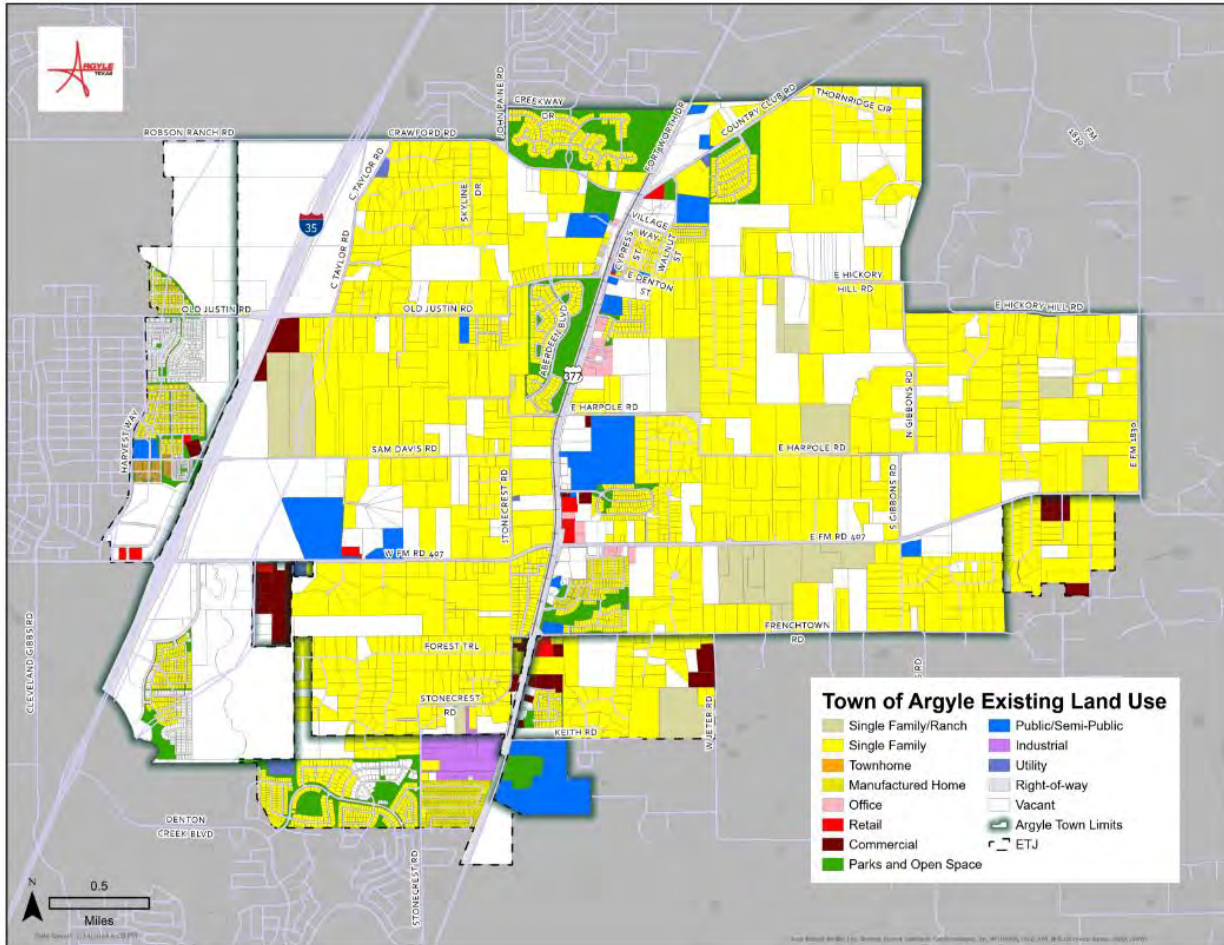 ARGYLE
TEXAS
JOHN PAINE RD
CREEKWAY
DR
FORT WORTH DR
COUNTRY CLUB RD
THORNRIDGE CIR
FM
1830
ROBSON RANCH RD
CRAWFORD RD
C TAYLOR RD
SKYLINE
DR
35
VILLAGE
WAY
CYPRESS
ST
WALNUT
ST
E DENTON
ST
C TAYLOR RD
E HICKORY
HILL RD
OLD JUSTIN RD
OLD JUSTIN RD
E HICKORY HILL RD
ABERDEEN BLVD
377
E HARPOLE RD
N GIBBONS RD
HARVEST WAY
SAM DAVIS RD
E HARPOLE RD
E FM 1830
STONECREST RD
S GIBBONS RD
W FM RD 407
E FM RD 407
CLEVELAND GIBBS RD
FRENCHTOWN
RD
FOREST TRL
STONECREST
RD
KEITH RD
W JETER RD
RD
DENTON
CREEK BLVD
STONECREST RD
Town of Argyle Existing Land Use
Single Family/Ranch
Single Family
Townhome
Manufactured Home
Office
Retail
Commercial
Parks and Open Space
Public/Semi-Public
Industrial
Utility
Right-of-way
Vacant
Argyle Town Limits
ETJ
N
0.5
Miles